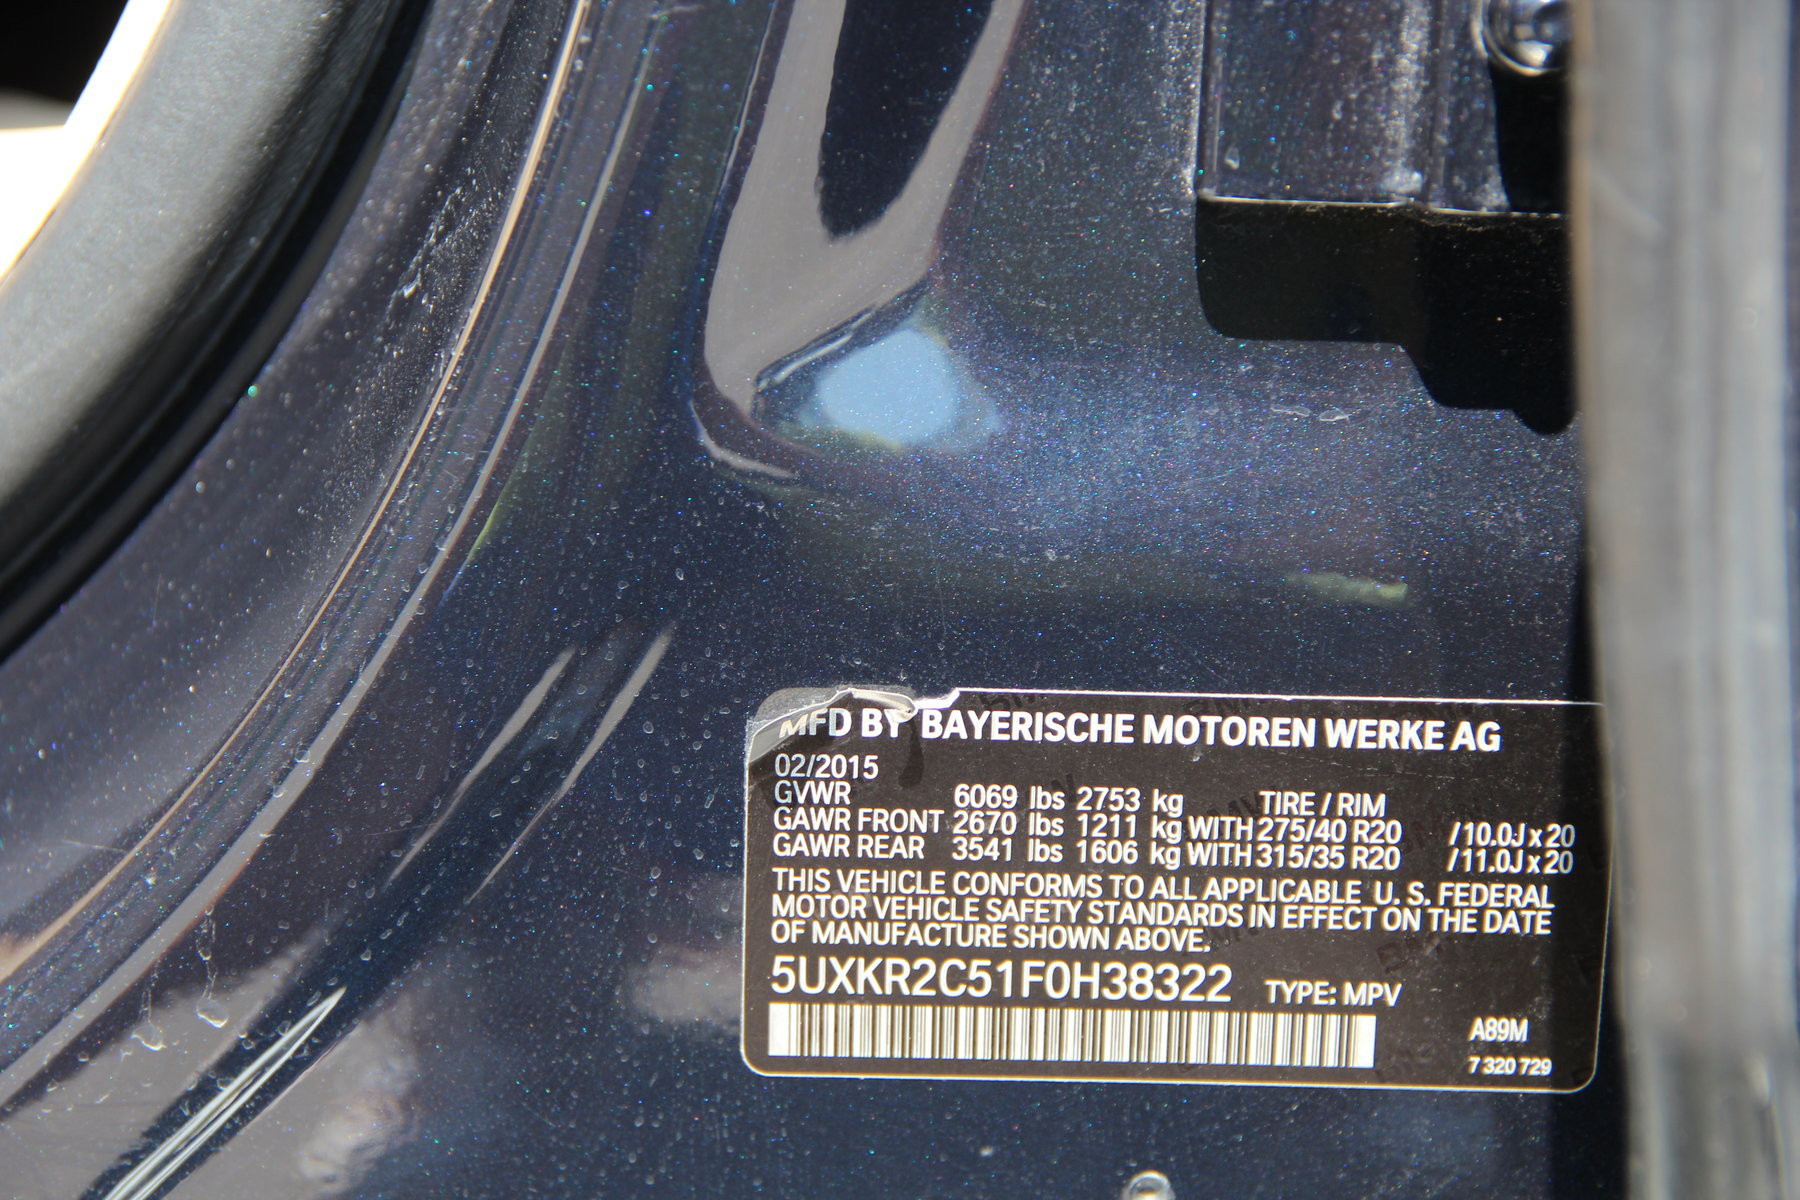 MFD BY BAYERISCHE MOTOREN WERKE AG
02/2015
GVWR 6069 lbs 2753 kg TIRE / RIM
GAWR FRONT 2670 lbs 1211 kg WITH 275/40 R20 /10.0J x 20
GAWR REAR 3541 lbs 1606 kg WITH 315/35 R20 /11.0J x 20
THIS VEHICLE CONFORMS TO ALL APPLICABLE U. S. FEDERAL
MOTOR VEHICLE SAFETY STANDARDS IN EFFECT ON THE DATE
OF MANUFACTURE SHOWN ABOVE.
5UXKR2C51F0H38322 TYPE: MPV
A89M
7 320 729